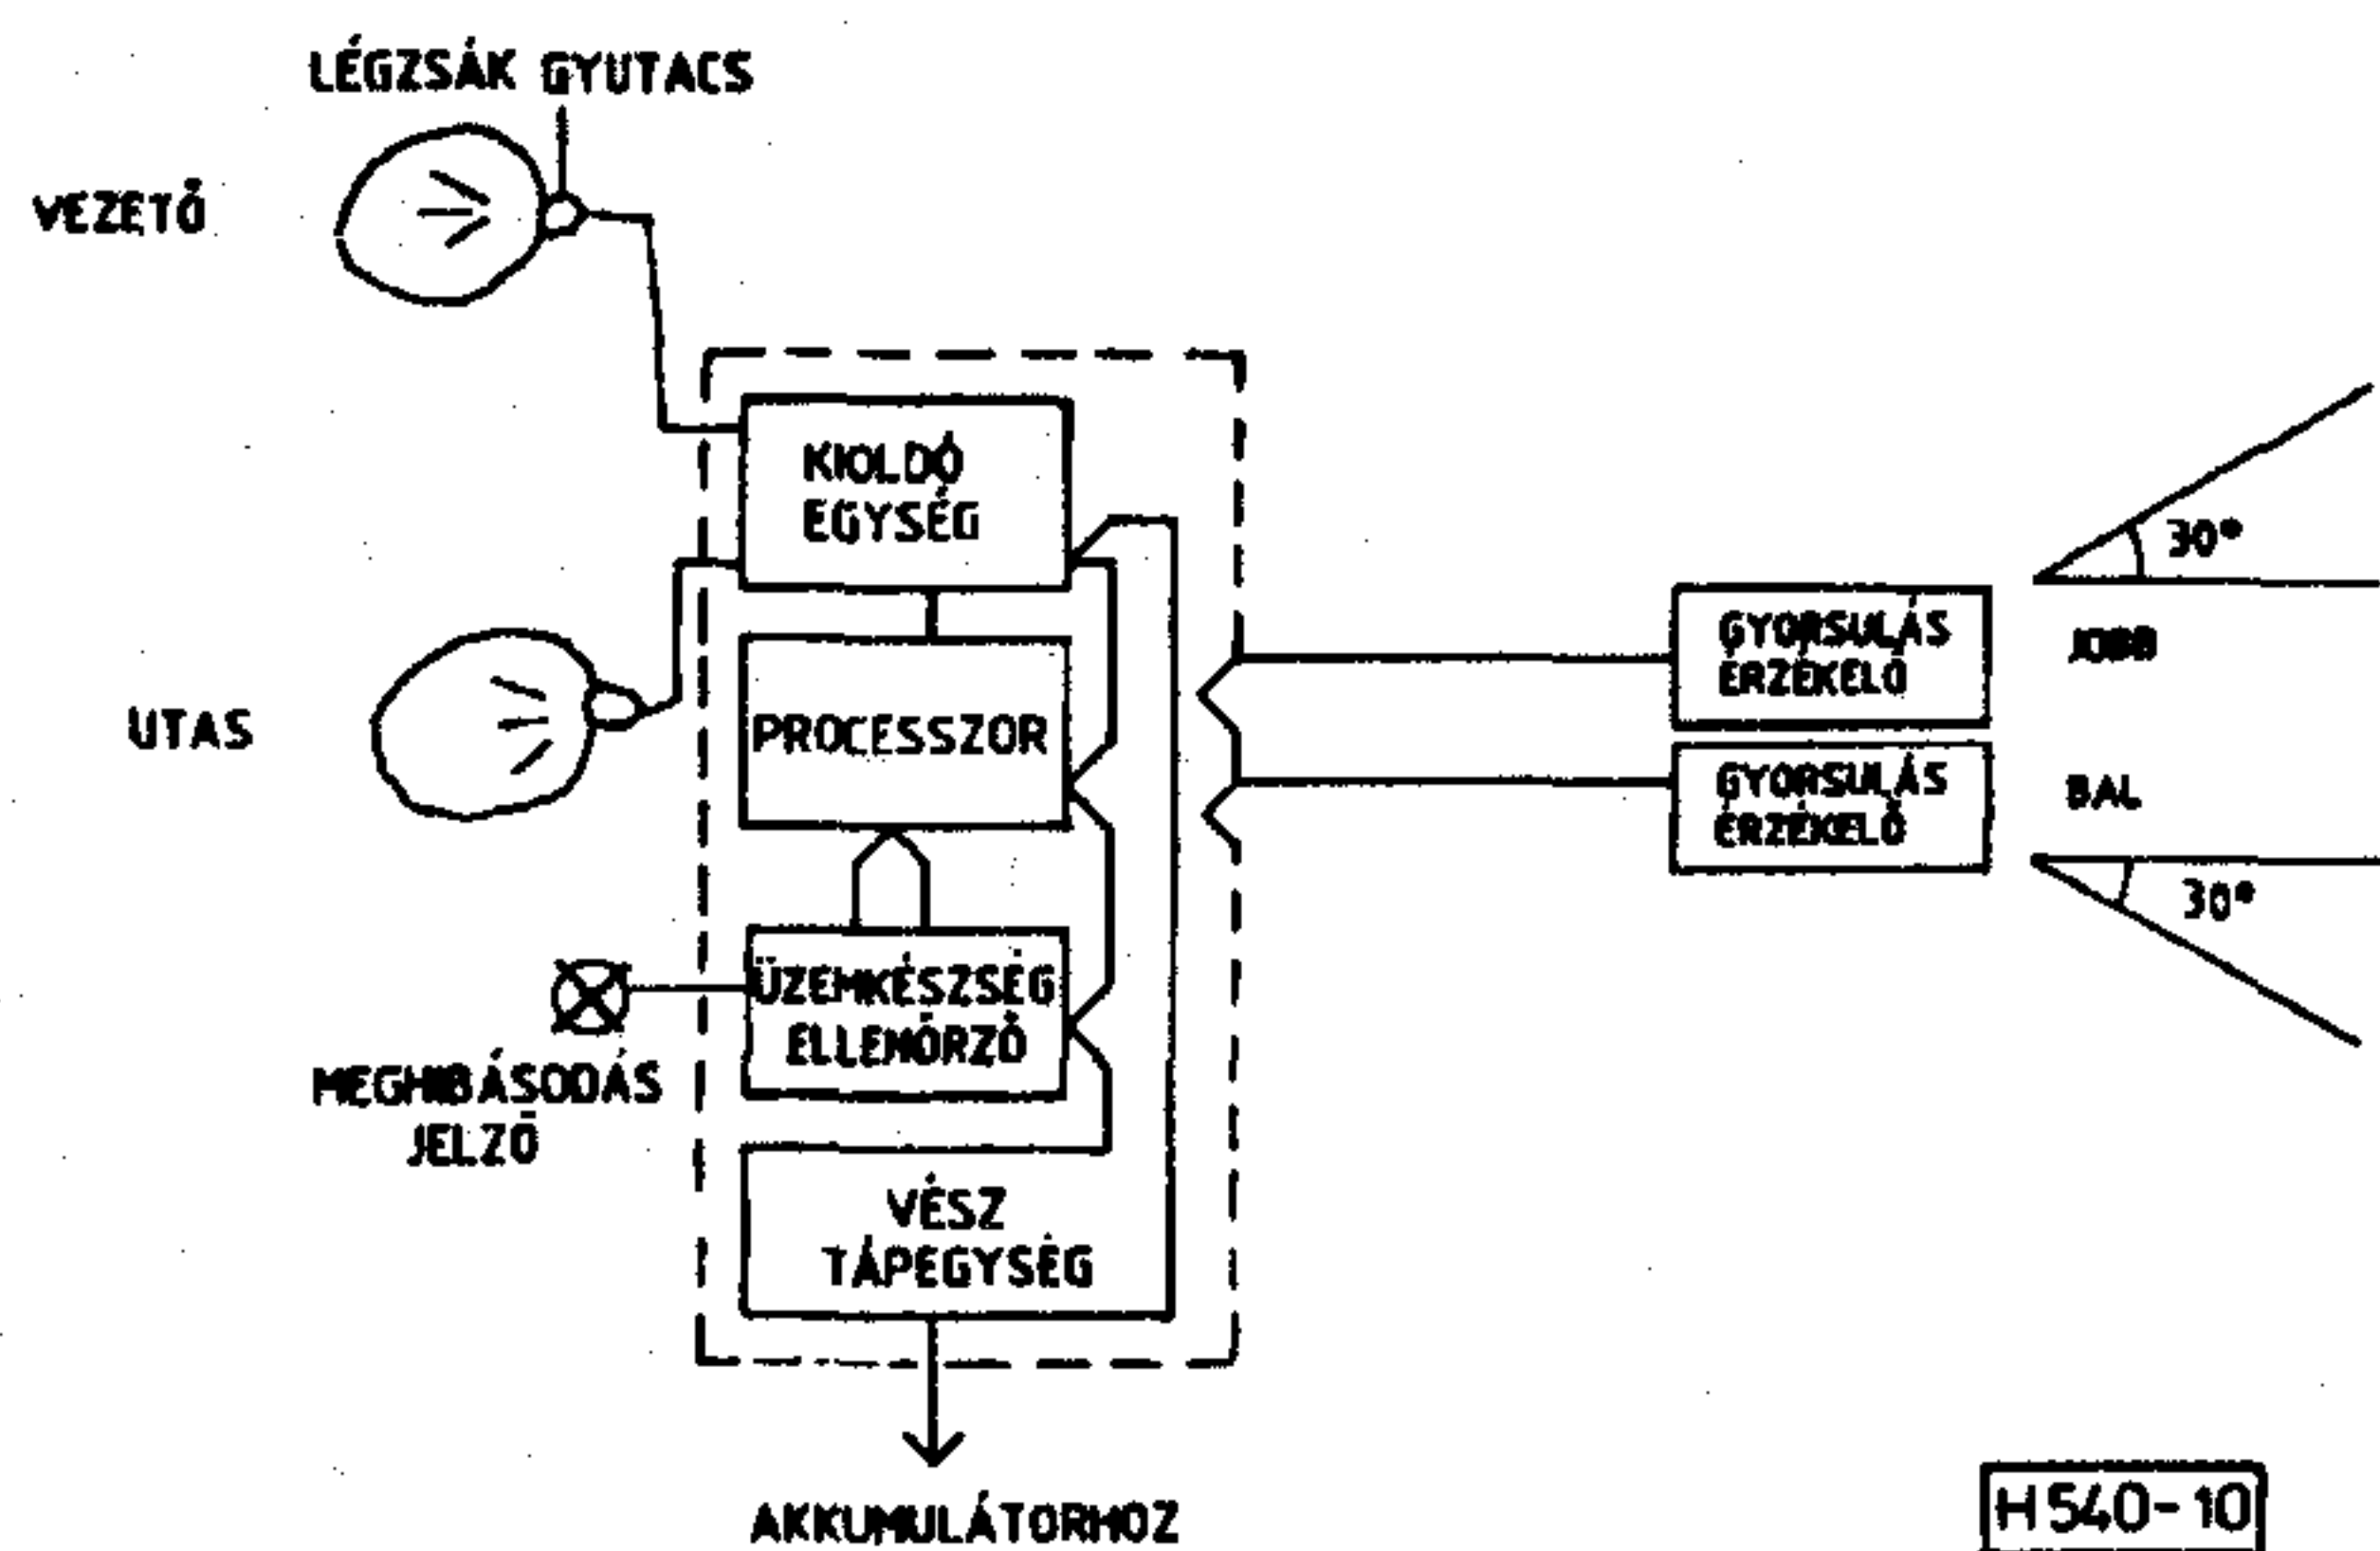 LÉGZSÁK GYUTACS
VEZETŐ
KIOLDÓ
EGYSÉG
30°
GYORSULÁS
ÉRZÉKELŐ
JOBB
UTAS
PROCESSZOR
GYORSULÁS
ÉRZÉKELŐ
BAL
30°
ÜZEMKÉSZSÉG
ELLENŐRZŐ
MEGHIBÁSODÁS
JELZŐ
VÉSZ
TÁPEGYSÉG
AKKUMULÁTORHOZ
H540-10